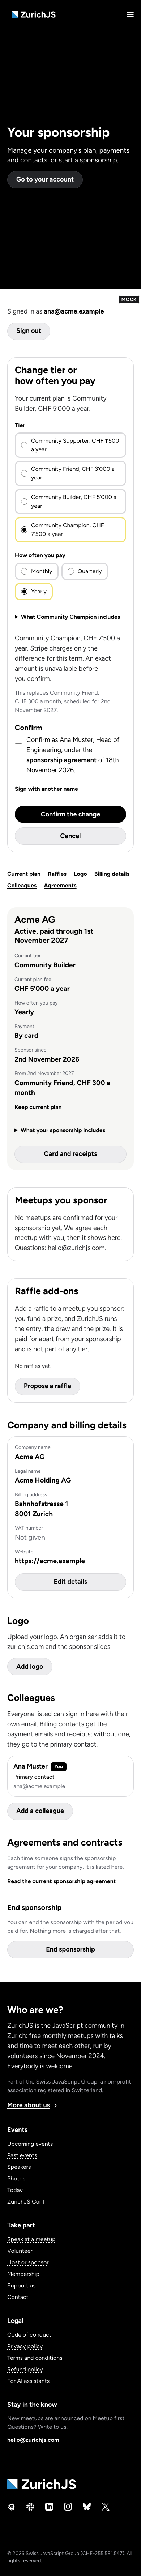 ZurichJS
Your sponsorship
Manage your company's plan, payments
and contacts, or start a sponsorship.
Go to your account
MOCK
Signed in as ana@acme.example
Sign out
Change tier or
how often you pay
Your current plan is Community
Builder, CHF 5'000 a year.
Tier
Community Supporter, CHF 1'500
a year
Community Friend, CHF 3'000 a
year
Community Builder, CHF 5'000 a
year
Community Champion, CHF
7'500 a year
How often you pay
Monthly
Quarterly
Yearly
What Community Champion includes
Community Champion, CHF 7'500 a
year. Stripe charges only the
difference for this term. An exact
amount is unavailable before
you confirm.
This replaces Community Friend,
CHF 300 a month, scheduled for 2nd
November 2027.
Confirm
Confirm as Ana Muster, Head of
Engineering, under the
sponsorship agreement of 18th
November 2026.
Sign with another name
Confirm the change
Cancel
Current plan Raffles Logo Billing details
Colleagues Agreements
Acme AG
Active, paid through 1st
November 2027
Current tier
Community Builder
Current plan fee
CHF 5'000 a year
How often you pay
Yearly
Payment
By card
Sponsor since
2nd November 2026
From 2nd November 2027
Community Friend, CHF 300 a
month
Keep current plan
What your sponsorship includes
Card and receipts
Meetups you sponsor
No meetups are confirmed for your
sponsorship yet. We agree each
meetup with you, then it shows here.
Questions: hello@zurichjs.com.
Raffle add-ons
Add a raffle to a meetup you sponsor:
you fund a prize, and ZurichJS runs
the entry, the draw and the prize. It is
paid for apart from your sponsorship
and is not part of any tier.
No raffles yet.
Propose a raffle
Company and billing details
Company name
Acme AG
Legal name
Acme Holding AG
Billing address
Bahnhofstrasse 1
8001 Zurich
VAT number
Not given
Website
https://acme.example
Edit details
Logo
Upload your logo. An organiser adds it to
zurichjs.com and the sponsor slides.
Add logo
Colleagues
Everyone listed can sign in here with their
own email. Billing contacts get the
payment emails and receipts; without one,
they go to the primary contact.
Ana Muster You
Primary contact
ana@acme.example
Add a colleague
Agreements and contracts
Each time someone signs the sponsorship
agreement for your company, it is listed here.
Read the current sponsorship agreement
End sponsorship
You can end the sponsorship with the period you
paid for. Nothing more is charged after that.
End sponsorship
Who are we?
ZurichJS is the JavaScript community in
Zurich: free monthly meetups with talks
and time to meet each other, run by
volunteers since November 2024.
Everybody is welcome.
Part of the Swiss JavaScript Group, a non-profit
association registered in Switzerland.
More about us
Events
Upcoming events
Past events
Speakers
Photos
Today
ZurichJS Conf
Take part
Speak at a meetup
Volunteer
Host or sponsor
Membership
Support us
Contact
Legal
Code of conduct
Privacy policy
Terms and conditions
Refund policy
For AI assistants
Stay in the know
New meetups are announced on Meetup first.
Questions? Write to us.
hello@zurichjs.com
ZurichJS
© 2026 Swiss JavaScript Group (CHE-255.581.547). All
rights reserved.